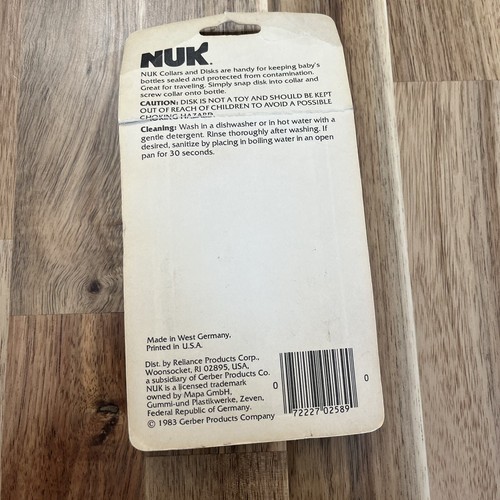 NUK®
NUK Collars and Disks are handy for keeping baby's
bottles sealed and protected from contamination.
Great for traveling. Simply snap disk into collar and
screw collar onto bottle.
CAUTION: DISK IS NOT A TOY AND SHOULD BE KEPT
OUT OF REACH OF CHILDREN TO AVOID A POSSIBLE
CHOKING HAZARD.
Cleaning: Wash in a dishwasher or in hot water with a
gentle detergent. Rinse thoroughly after washing. If
desired, sanitize by placing in boiling water in an open
pan for 30 seconds.
Made in West Germany,
Printed in U.S.A.
Dist. by Reliance Products Corp.,
Woonsocket, RI 02895, USA,
a subsidiary of Gerber Products Co.
NUK is a licensed trademark
owned by Mapa GmbH,
Gummi-und Plastikwerke, Zeven,
Federal Republic of Germany.
© 1983 Gerber Products Company
0 72227 02589 0